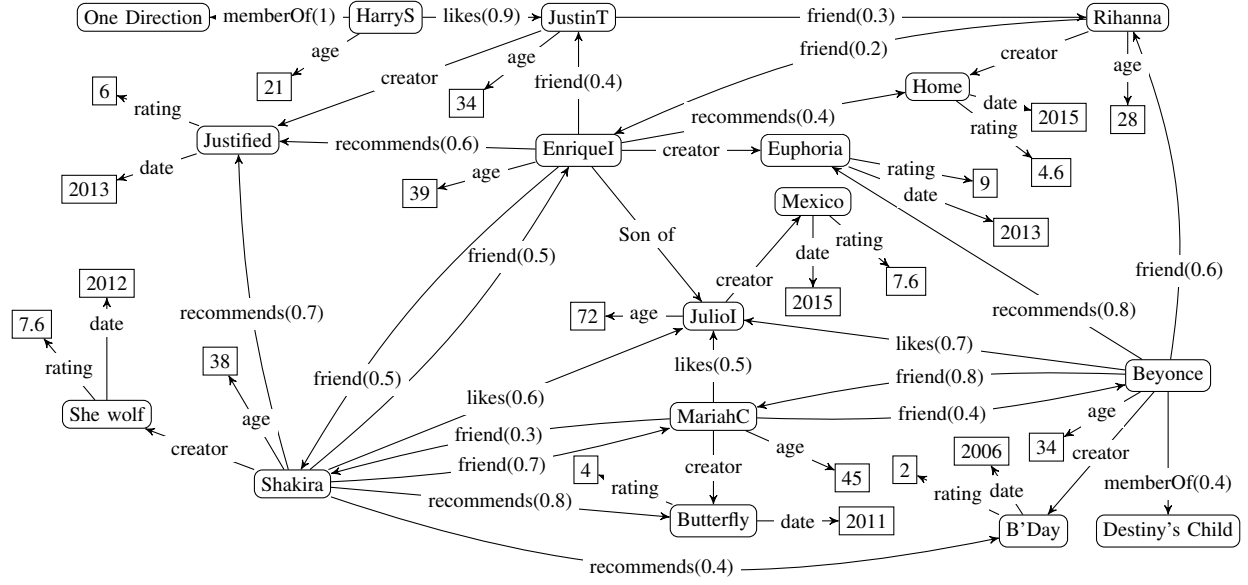 One Direction memberOf(1) HarryS likes(0.9) JustinT friend(0.3) Rihanna
age friend(0.2) creator
6 creator age
rating 21 34 friend(0.4) Home age
date 2015
recommends(0.4) rating 28
Justified recommends(0.6) EnriqueI creator Euphoria
date age rating 4.6
2013 39 9
Mexico date
Son of rating 2013
friend(0.5) date
2012 creator 7.6 friend(0.6)
7.6 date recommends(0.7) 72 age JulioI 2015 recommends(0.8)
rating 38 likes(0.7)
likes(0.5)
friend(0.5) friend(0.8) Beyonce
She wolf age likes(0.6) MariahC friend(0.4) age
friend(0.3) 34 creator
creator friend(0.7) 4 creator age 2 2006
Shakira rating 45 rating date memberOf(0.4)
recommends(0.8) Butterfly date 2011 B'Day Destiny's Child
recommends(0.4)